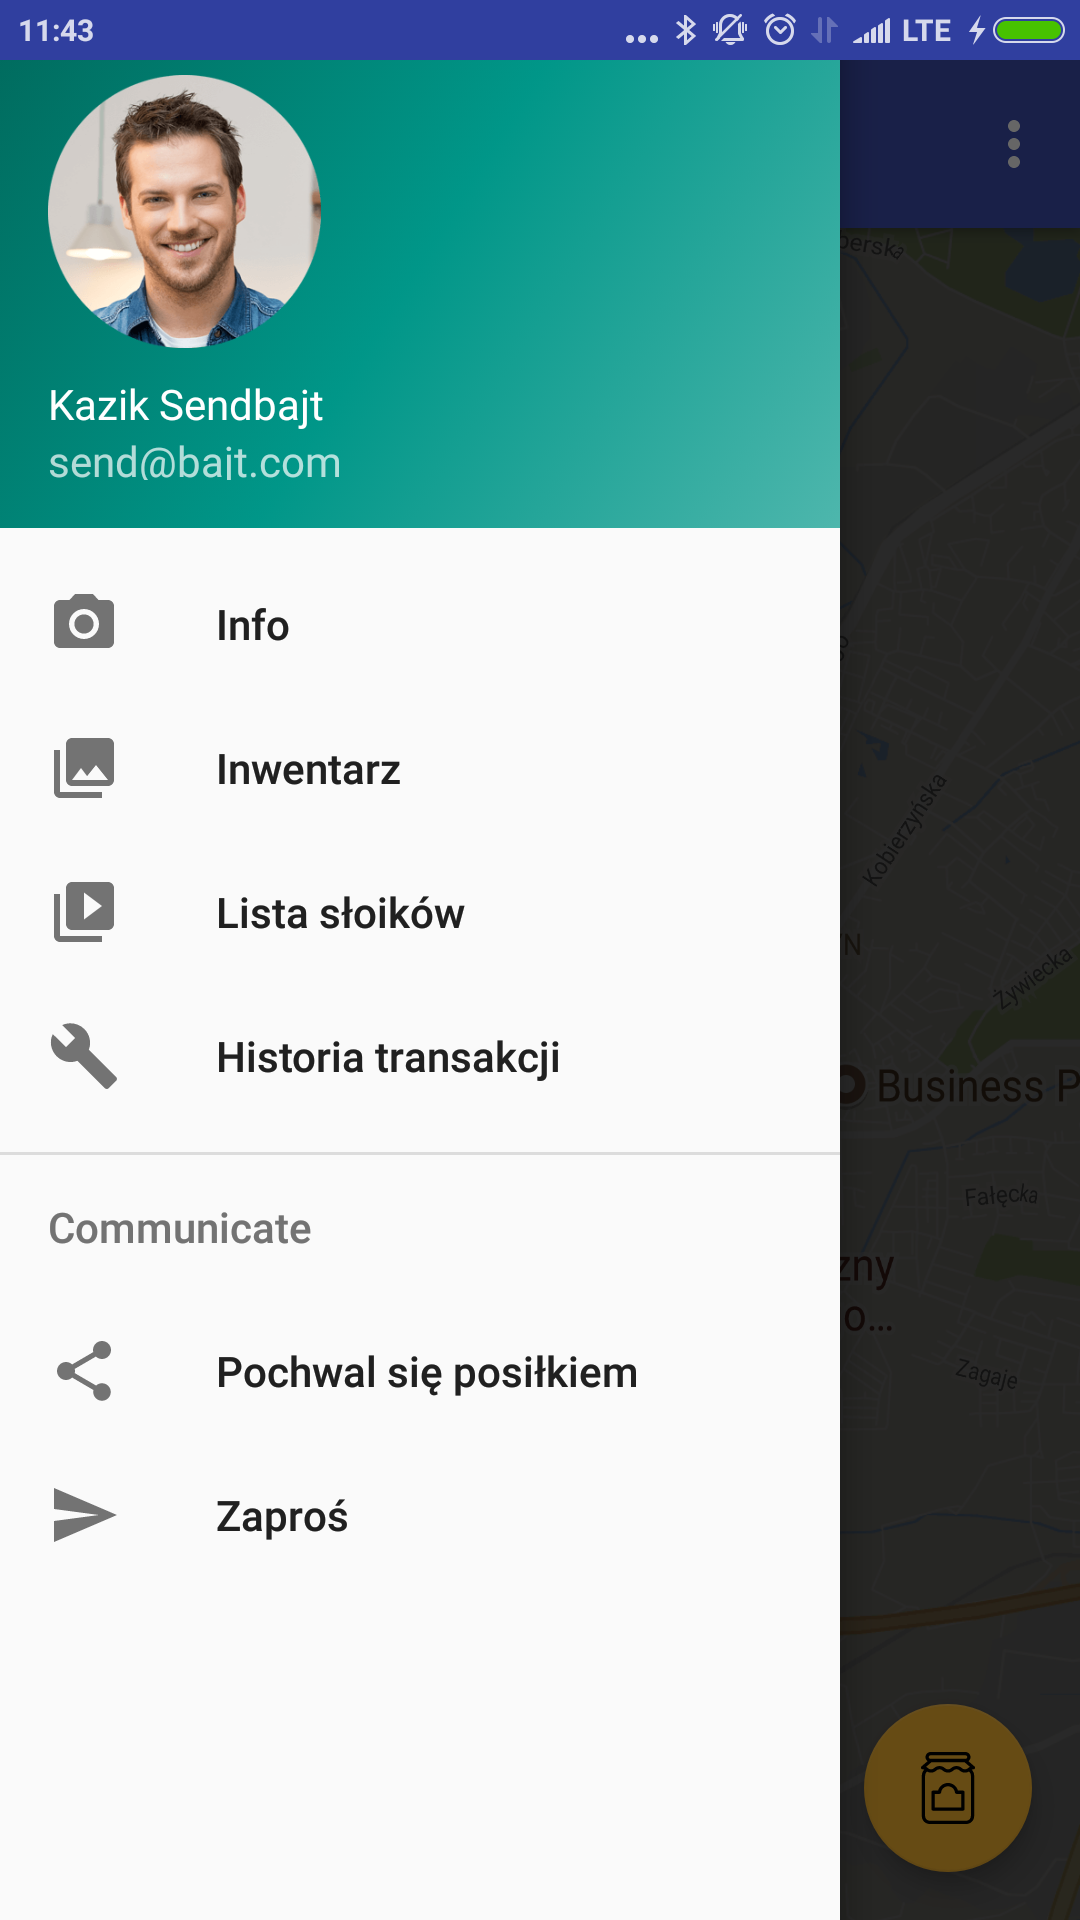 11:43
LTE
Kazik Sendbajt
send@bajt.com
Info
Inwentarz
Lista słoików
Historia transakcji
Communicate
Pochwal się posiłkiem
Zaproś
Kobierzyńska
Żywiecka
Business P
Fałęcka
zny
o...
Zagaje